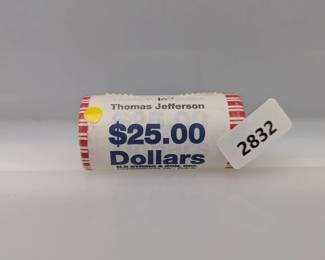 Thomas Jefferson
$25.00
Dollars
2832